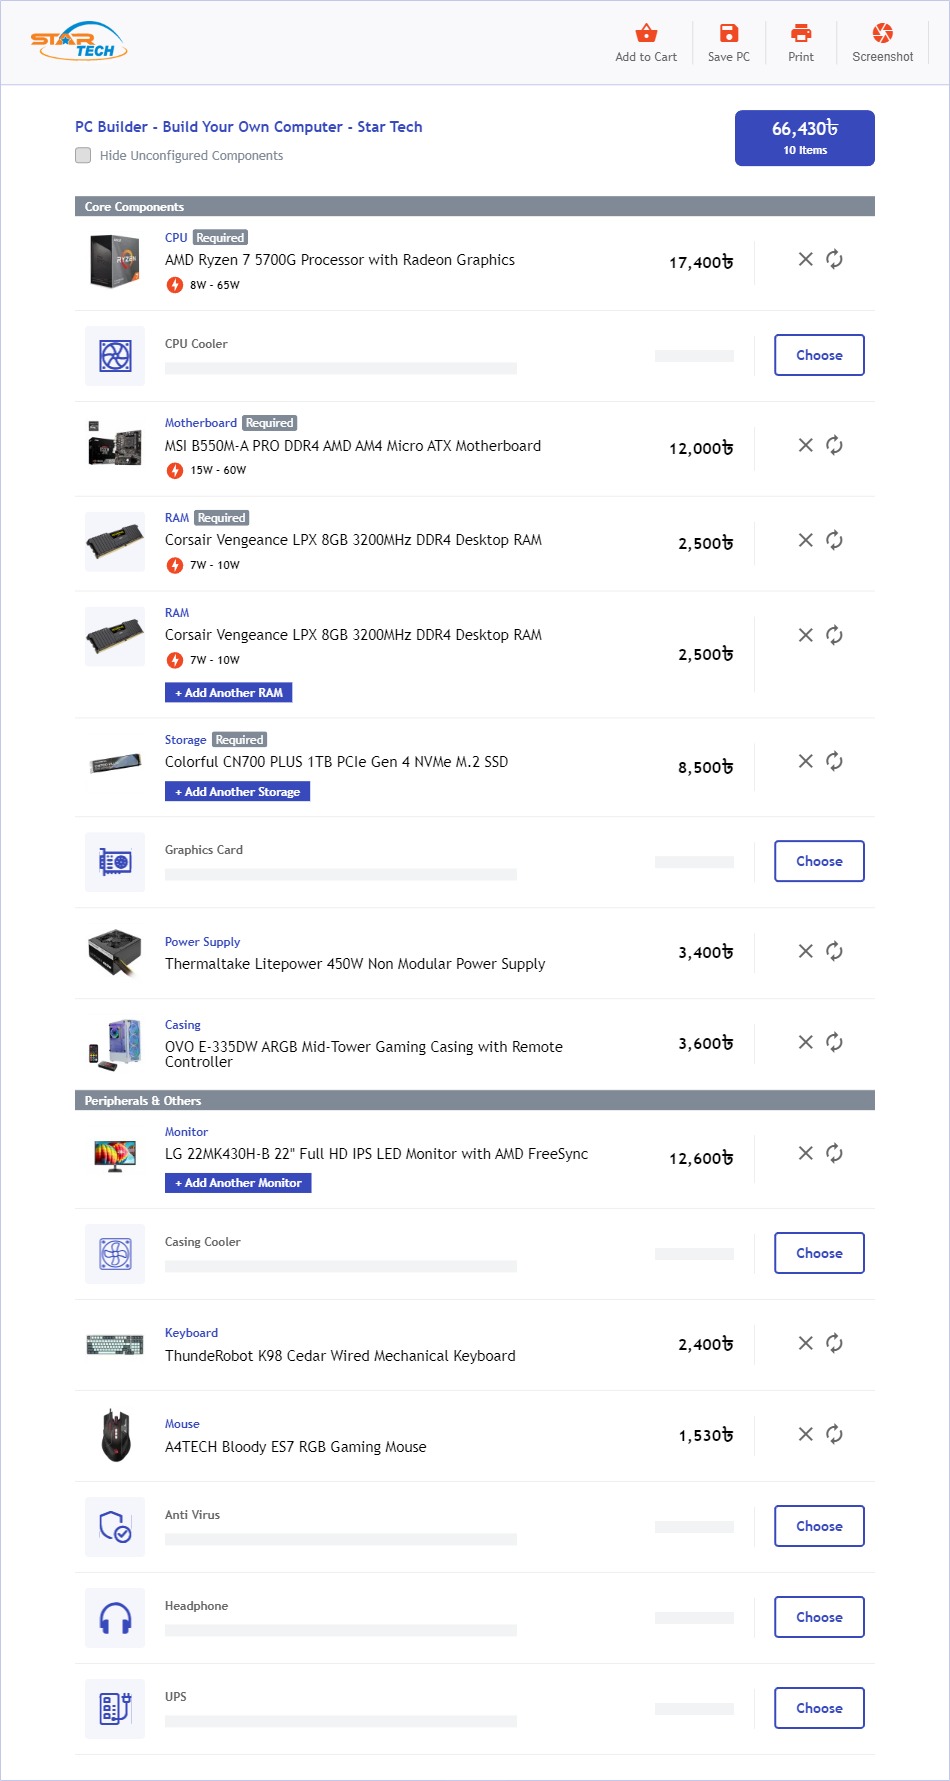 STAR
TECH
Add to Cart
Save PC
Print
Screenshot
PC Builder - Build Your Own Computer - Star Tech
66,430৳
Hide Unconfigured Components
10 Items
Core Components
CPU Required
AMD Ryzen 7 5700G Processor with Radeon Graphics
17,400৳
8W - 65W
CPU Cooler
Choose
Motherboard Required
MSI B550M-A PRO DDR4 AMD AM4 Micro ATX Motherboard
12,000৳
15W - 60W
RAM Required
Corsair Vengeance LPX 8GB 3200MHz DDR4 Desktop RAM
2,500৳
7W - 10W
RAM
Corsair Vengeance LPX 8GB 3200MHz DDR4 Desktop RAM
2,500৳
7W - 10W
+ Add Another RAM
Storage Required
Colorful CN700 PLUS 1TB PCIe Gen 4 NVMe M.2 SSD
8,500৳
+ Add Another Storage
Graphics Card
Choose
Power Supply
Thermaltake Litepower 450W Non Modular Power Supply
3,400৳
Casing
OVO E-335DW ARGB Mid-Tower Gaming Casing with Remote
Controller
3,600৳
Peripherals & Others
Monitor
LG 22MK430H-B 22" Full HD IPS LED Monitor with AMD FreeSync
12,600৳
+ Add Another Monitor
Casing Cooler
Choose
Keyboard
ThundeRobot K98 Cedar Wired Mechanical Keyboard
2,400৳
Mouse
A4TECH Bloody ES7 RGB Gaming Mouse
1,530৳
Anti Virus
Choose
Headphone
Choose
UPS
Choose